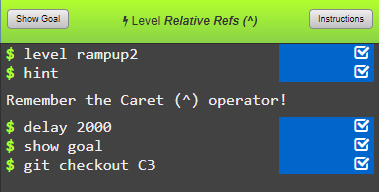 Show Goal
Level Relative Refs (^)
Instructions
$ level rampup2
$ hint
Remember the Caret (^) operator!
$ delay 2000
$ show goal
$ git checkout C3